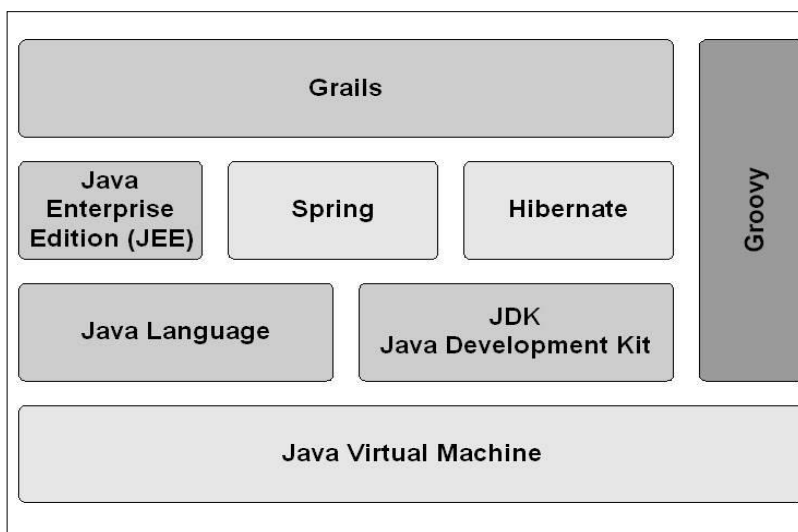 Grails
Java
Enterprise
Edition (JEE)
Spring
Hibernate
Groovy
Java Language
JDK
Java Development Kit
Java Virtual Machine